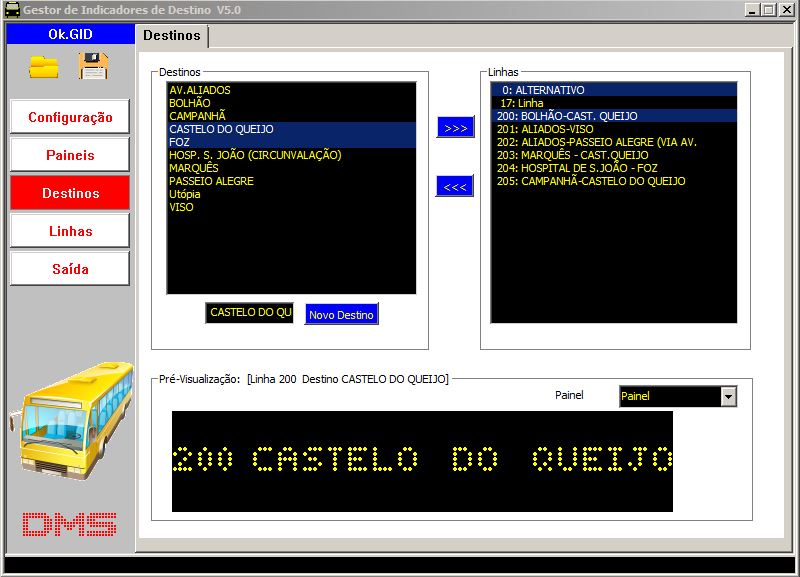 Gestor de Indicadores de Destino V5.0
Ok.GID
Configuração
Paineis
Destinos
Linhas
Saída
DMS
Destinos
Destinos
AV.ALIADOS
BOLHÃO
CAMPANHÃ
CASTELO DO QUEIJO
FOZ
HOSP. S. JOÃO (CIRCUNVALAÇÃO)
MARQUÊS
PASSEIO ALEGRE
Utópia
VISO
CASTELO DO QU
Novo Destino
>>>
<<<
Linhas
0: ALTERNATIVO
17: Linha
200: BOLHÃO-CAST. QUEIJO
201: ALIADOS-VISO
202: ALIADOS-PASSEIO ALEGRE (VIA AV.
203: MARQUÊS - CAST.QUEIJO
204: HOSPITAL DE S.JOÃO - FOZ
205: CAMPANHÃ-CASTELO DO QUEIJO
Pré-Visualização: [Linha 200 Destino CASTELO DO QUEIJO]
Painel
Painel
200 CASTELO DO QUEIJO